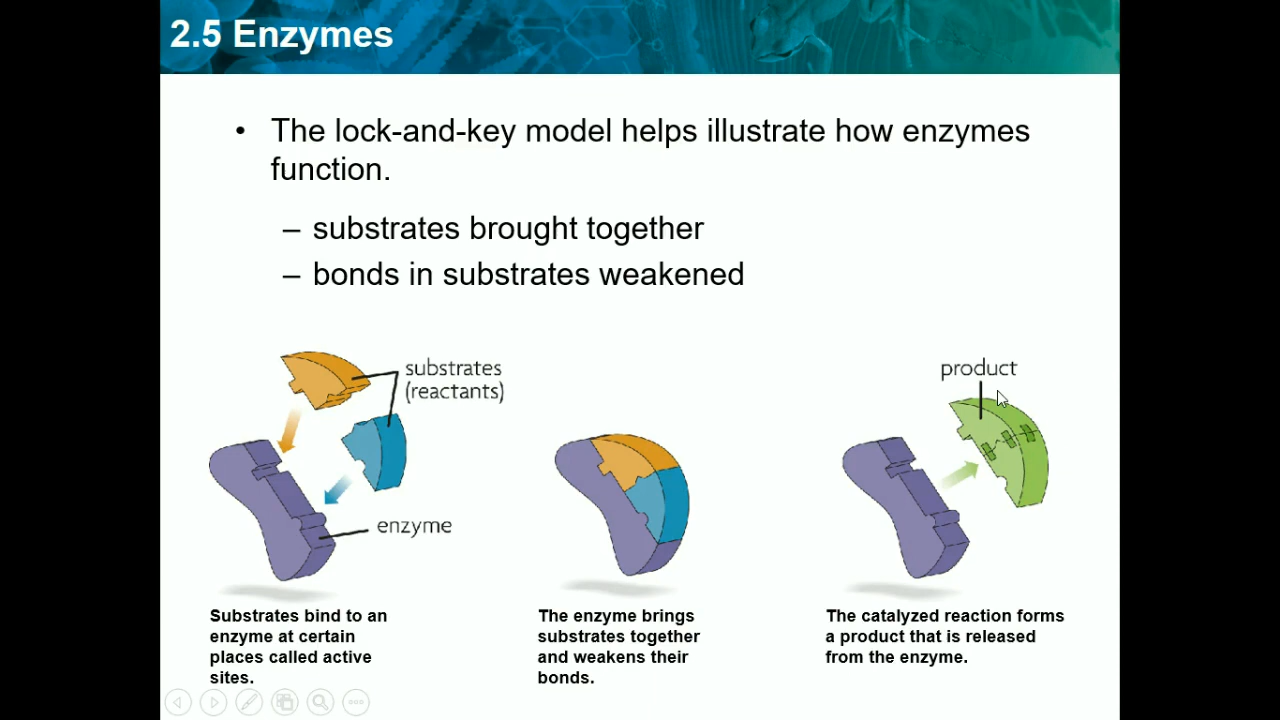 2.5 Enzymes
• The lock-and-key model helps illustrate how enzymes
function.
– substrates brought together
– bonds in substrates weakened
substrates
(reactants)
enzyme
product
Substrates bind to an
enzyme at certain
places called active
sites.
The enzyme brings
substrates together
and weakens their
bonds.
The catalyzed reaction forms
a product that is released
from the enzyme.